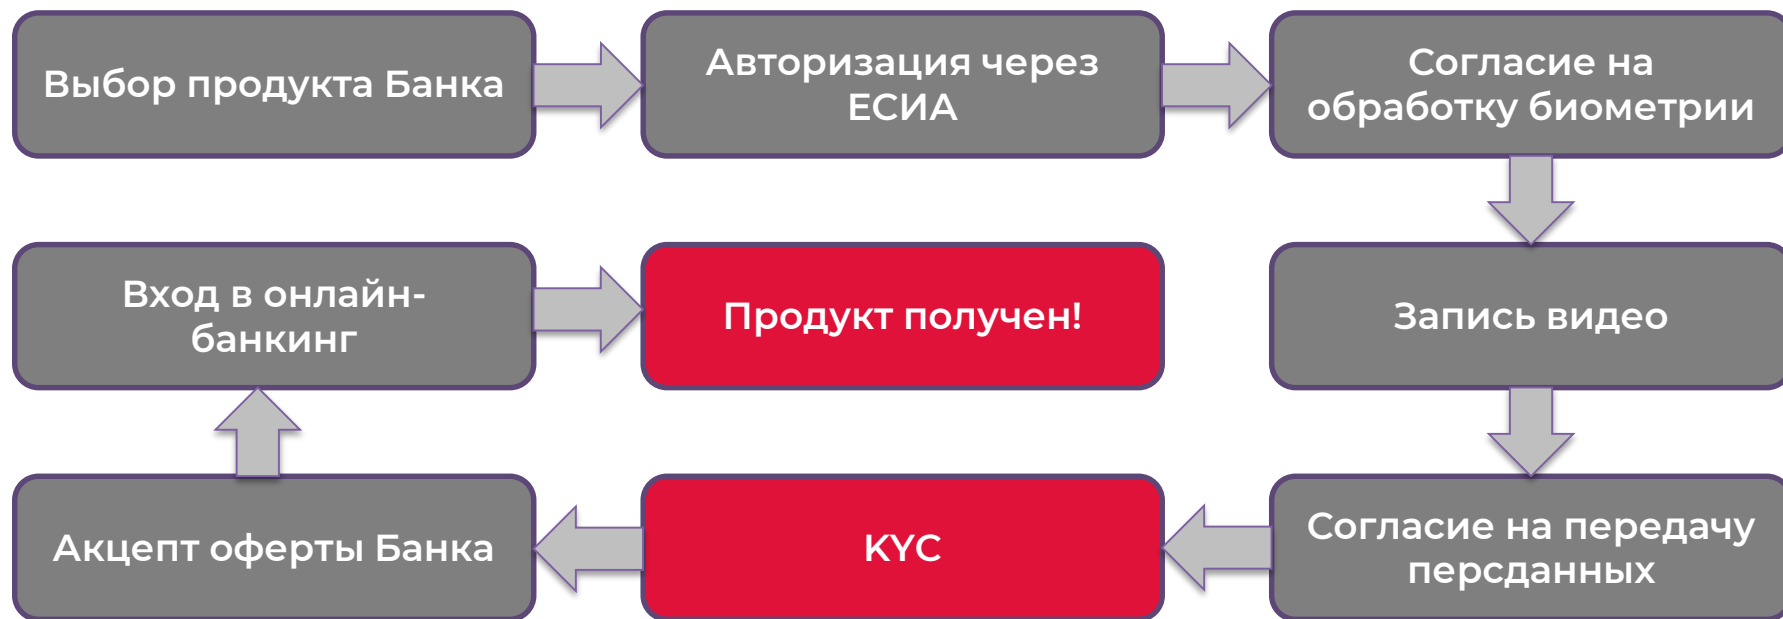 Выбор продукта Банка
Авторизация через
ЕСИА
Согласие на
обработку биометрии
Вход в онлайн-
банкинг
Продукт получен!
Запись видео
Акцепт оферты Банка
KYC
Согласие на передачу
персданных